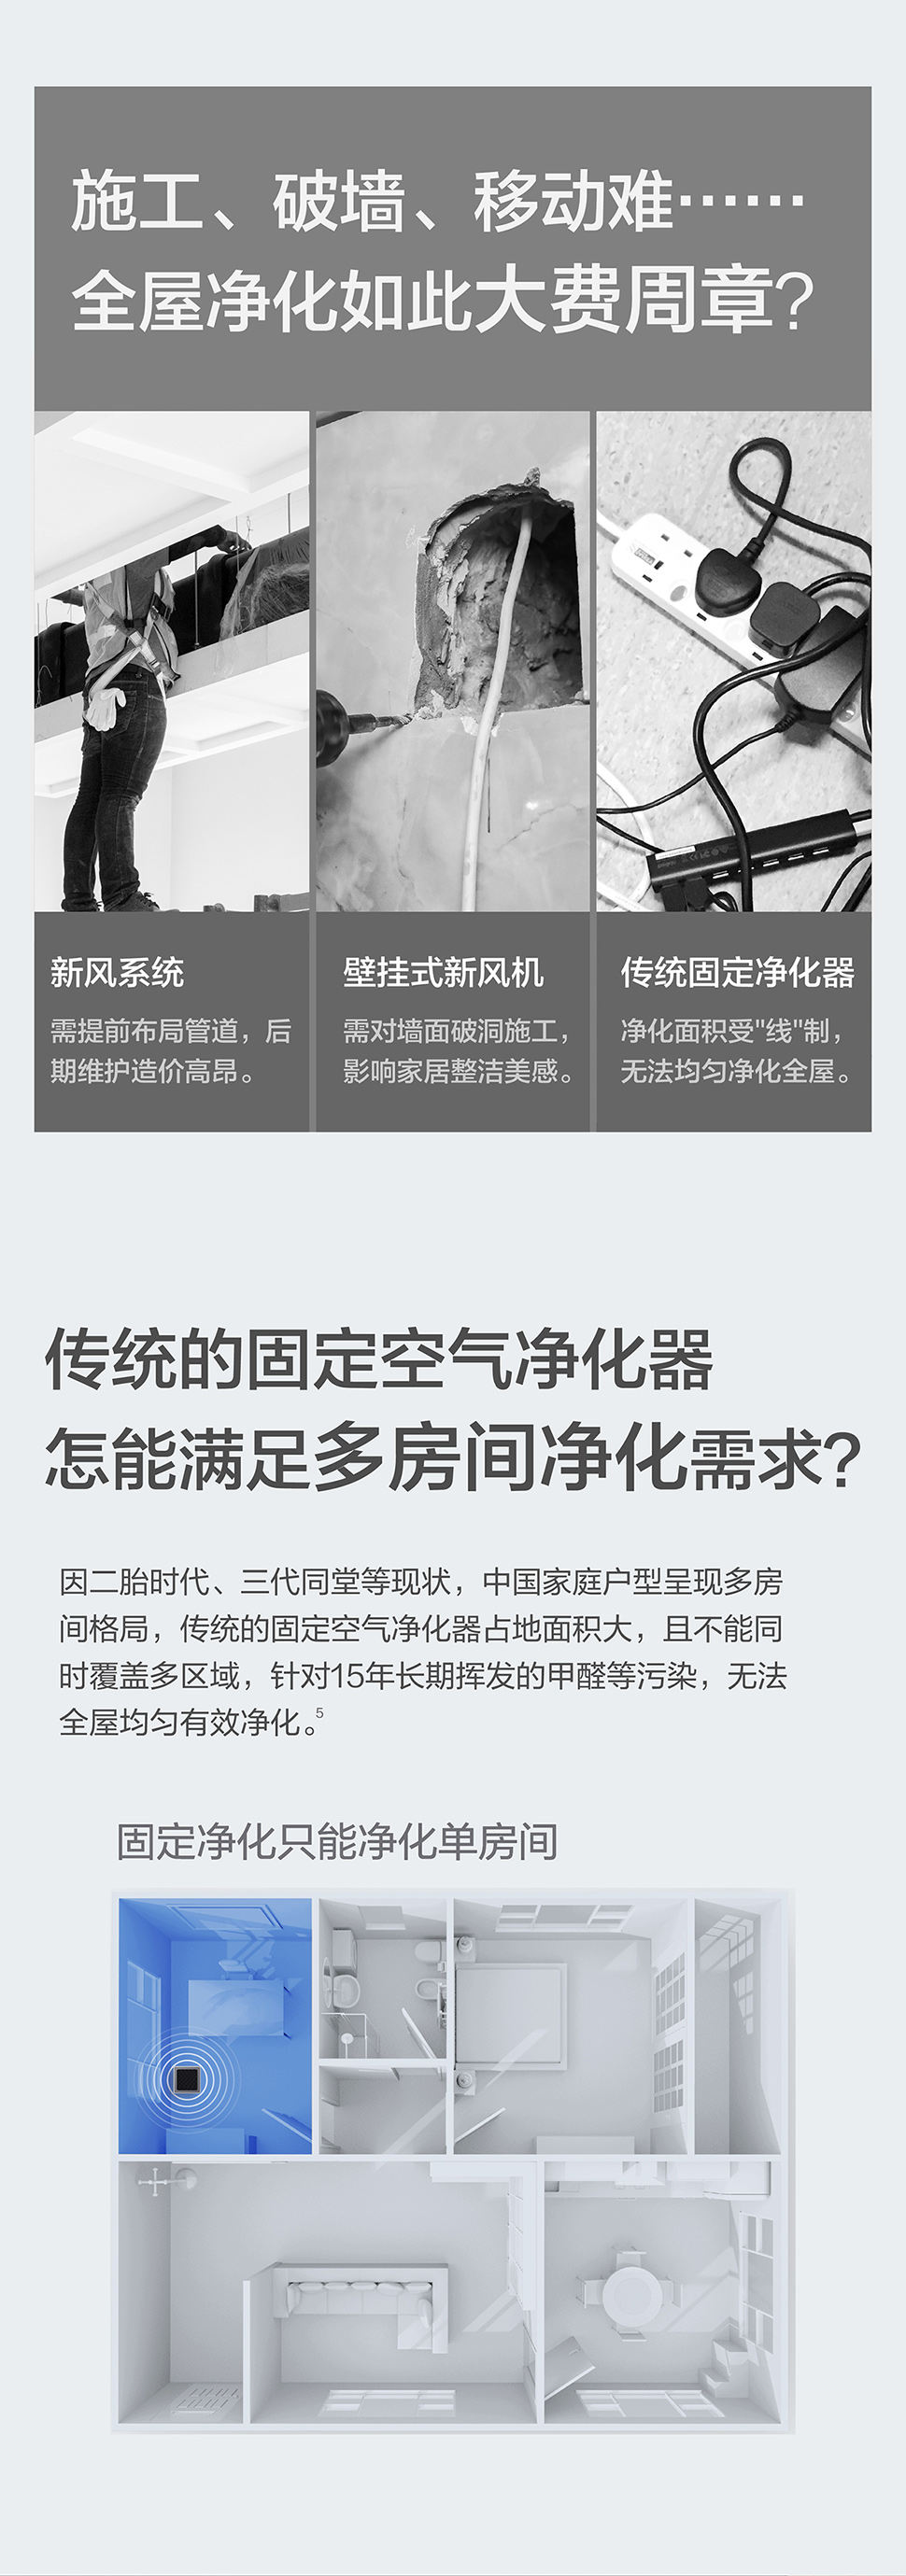 施工、破墙、移动难……
全屋净化如此大费周章?
新风系统
需提前布局管道，后
期维护造价高昂。
壁挂式新风机
需对墙面破洞施工，
影响家居整洁美感。
传统固定净化器
净化面积受"线"制，
无法均匀净化全屋。
传统的固定空气净化器
怎能满足多房间净化需求?
因二胎时代、三代同堂等现状，中国家庭户型呈现多房
间格局，传统的固定空气净化器占地面积大，且不能同
时覆盖多区域，针对15年长期挥发的甲醛等污染，无法
全屋均匀有效净化。5
固定净化只能净化单房间